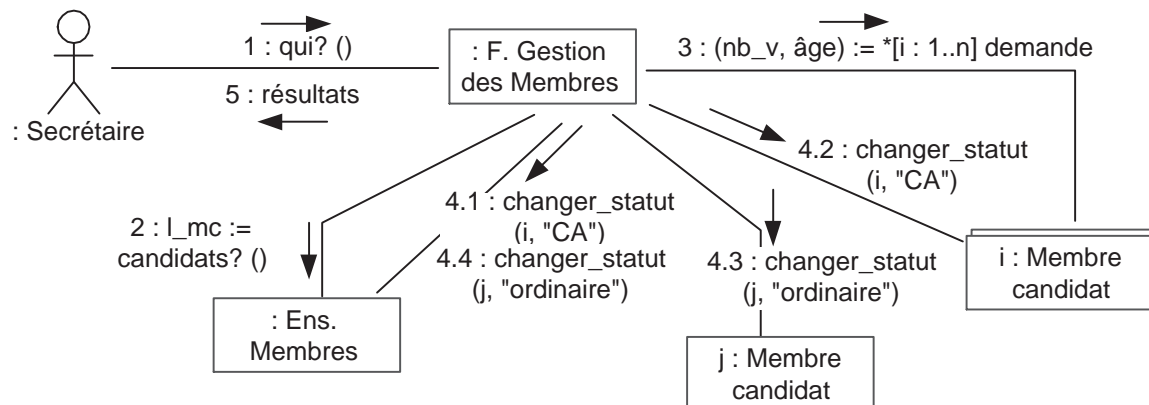 1 : qui? ()
5 : résultats
: Secrétaire
: F. Gestion
des Membres
3 : (nb_v, âge) := *[i : 1..n] demande
4.2 : changer_statut
(i, "CA")
2 : l_mc :=
candidats? ()
4.1 : changer_statut
(i, "CA")
4.4 : changer_statut
(j, "ordinaire")
4.3 : changer_statut
(j, "ordinaire")
i : Membre
candidat
: Ens.
Membres
j : Membre
candidat